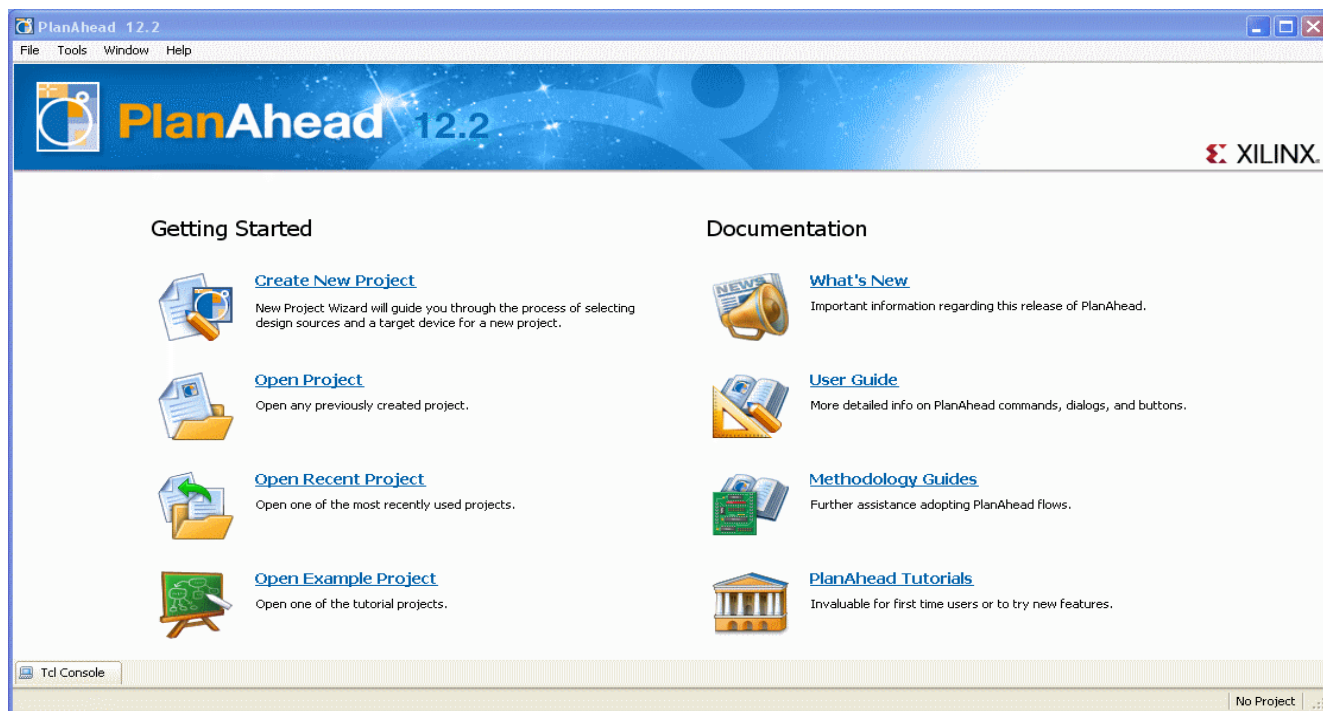 PlanAhead 12.2
File Tools Window Help
PlanAhead 12.2
XILINX
Getting Started
Create New Project
New Project Wizard will guide you through the process of selecting
design sources and a target device for a new project.
Open Project
Open any previously created project.
Open Recent Project
Open one of the most recently used projects.
Open Example Project
Open one of the tutorial projects.
Documentation
NEWS
What's New
Important information regarding this release of PlanAhead.
User Guide
More detailed info on PlanAhead commands, dialogs, and buttons.
Methodology Guides
Further assistance adopting PlanAhead flows.
PlanAhead Tutorials
Invaluable for first time users or to try new features.
Tcl Console
No Project